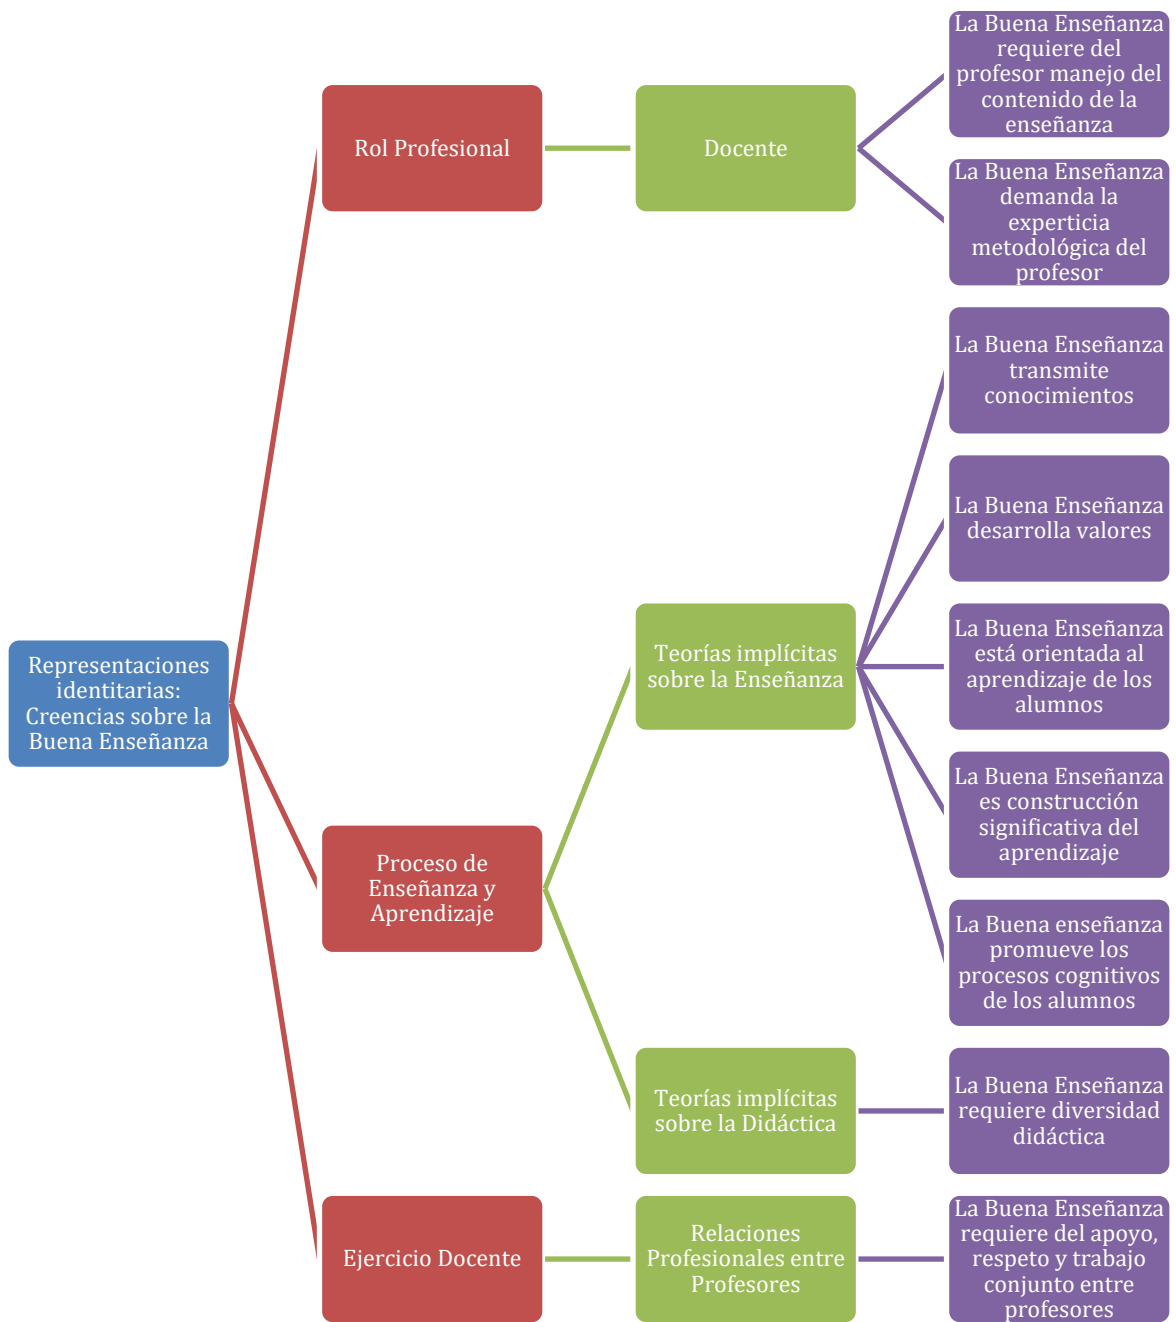 Representaciones
identitarias:
Creencias sobre la
Buena Enseñanza
Rol Profesional
Docente
La Buena Enseñanza
requiere del
profesor manejo del
contenido de la
enseñanza
La Buena Enseñanza
demanda la
experticia
metodológica del
profesor
Proceso de
Enseñanza y
Aprendizaje
Teorías implícitas
sobre la Enseñanza
La Buena Enseñanza
transmite
conocimientos
La Buena Enseñanza
desarrolla valores
La Buena Enseñanza
está orientada al
aprendizaje de los
alumnos
La Buena Enseñanza
es construcción
significativa del
aprendizaje
La Buena enseñanza
promueve los
procesos cognitivos
de los alumnos
Teorías implícitas
sobre la Didáctica
La Buena Enseñanza
requiere diversidad
didáctica
Ejercicio Docente
Relaciones
Profesionales entre
Profesores
La Buena Enseñanza
requiere del apoyo,
respeto y trabajo
conjunto entre
profesores